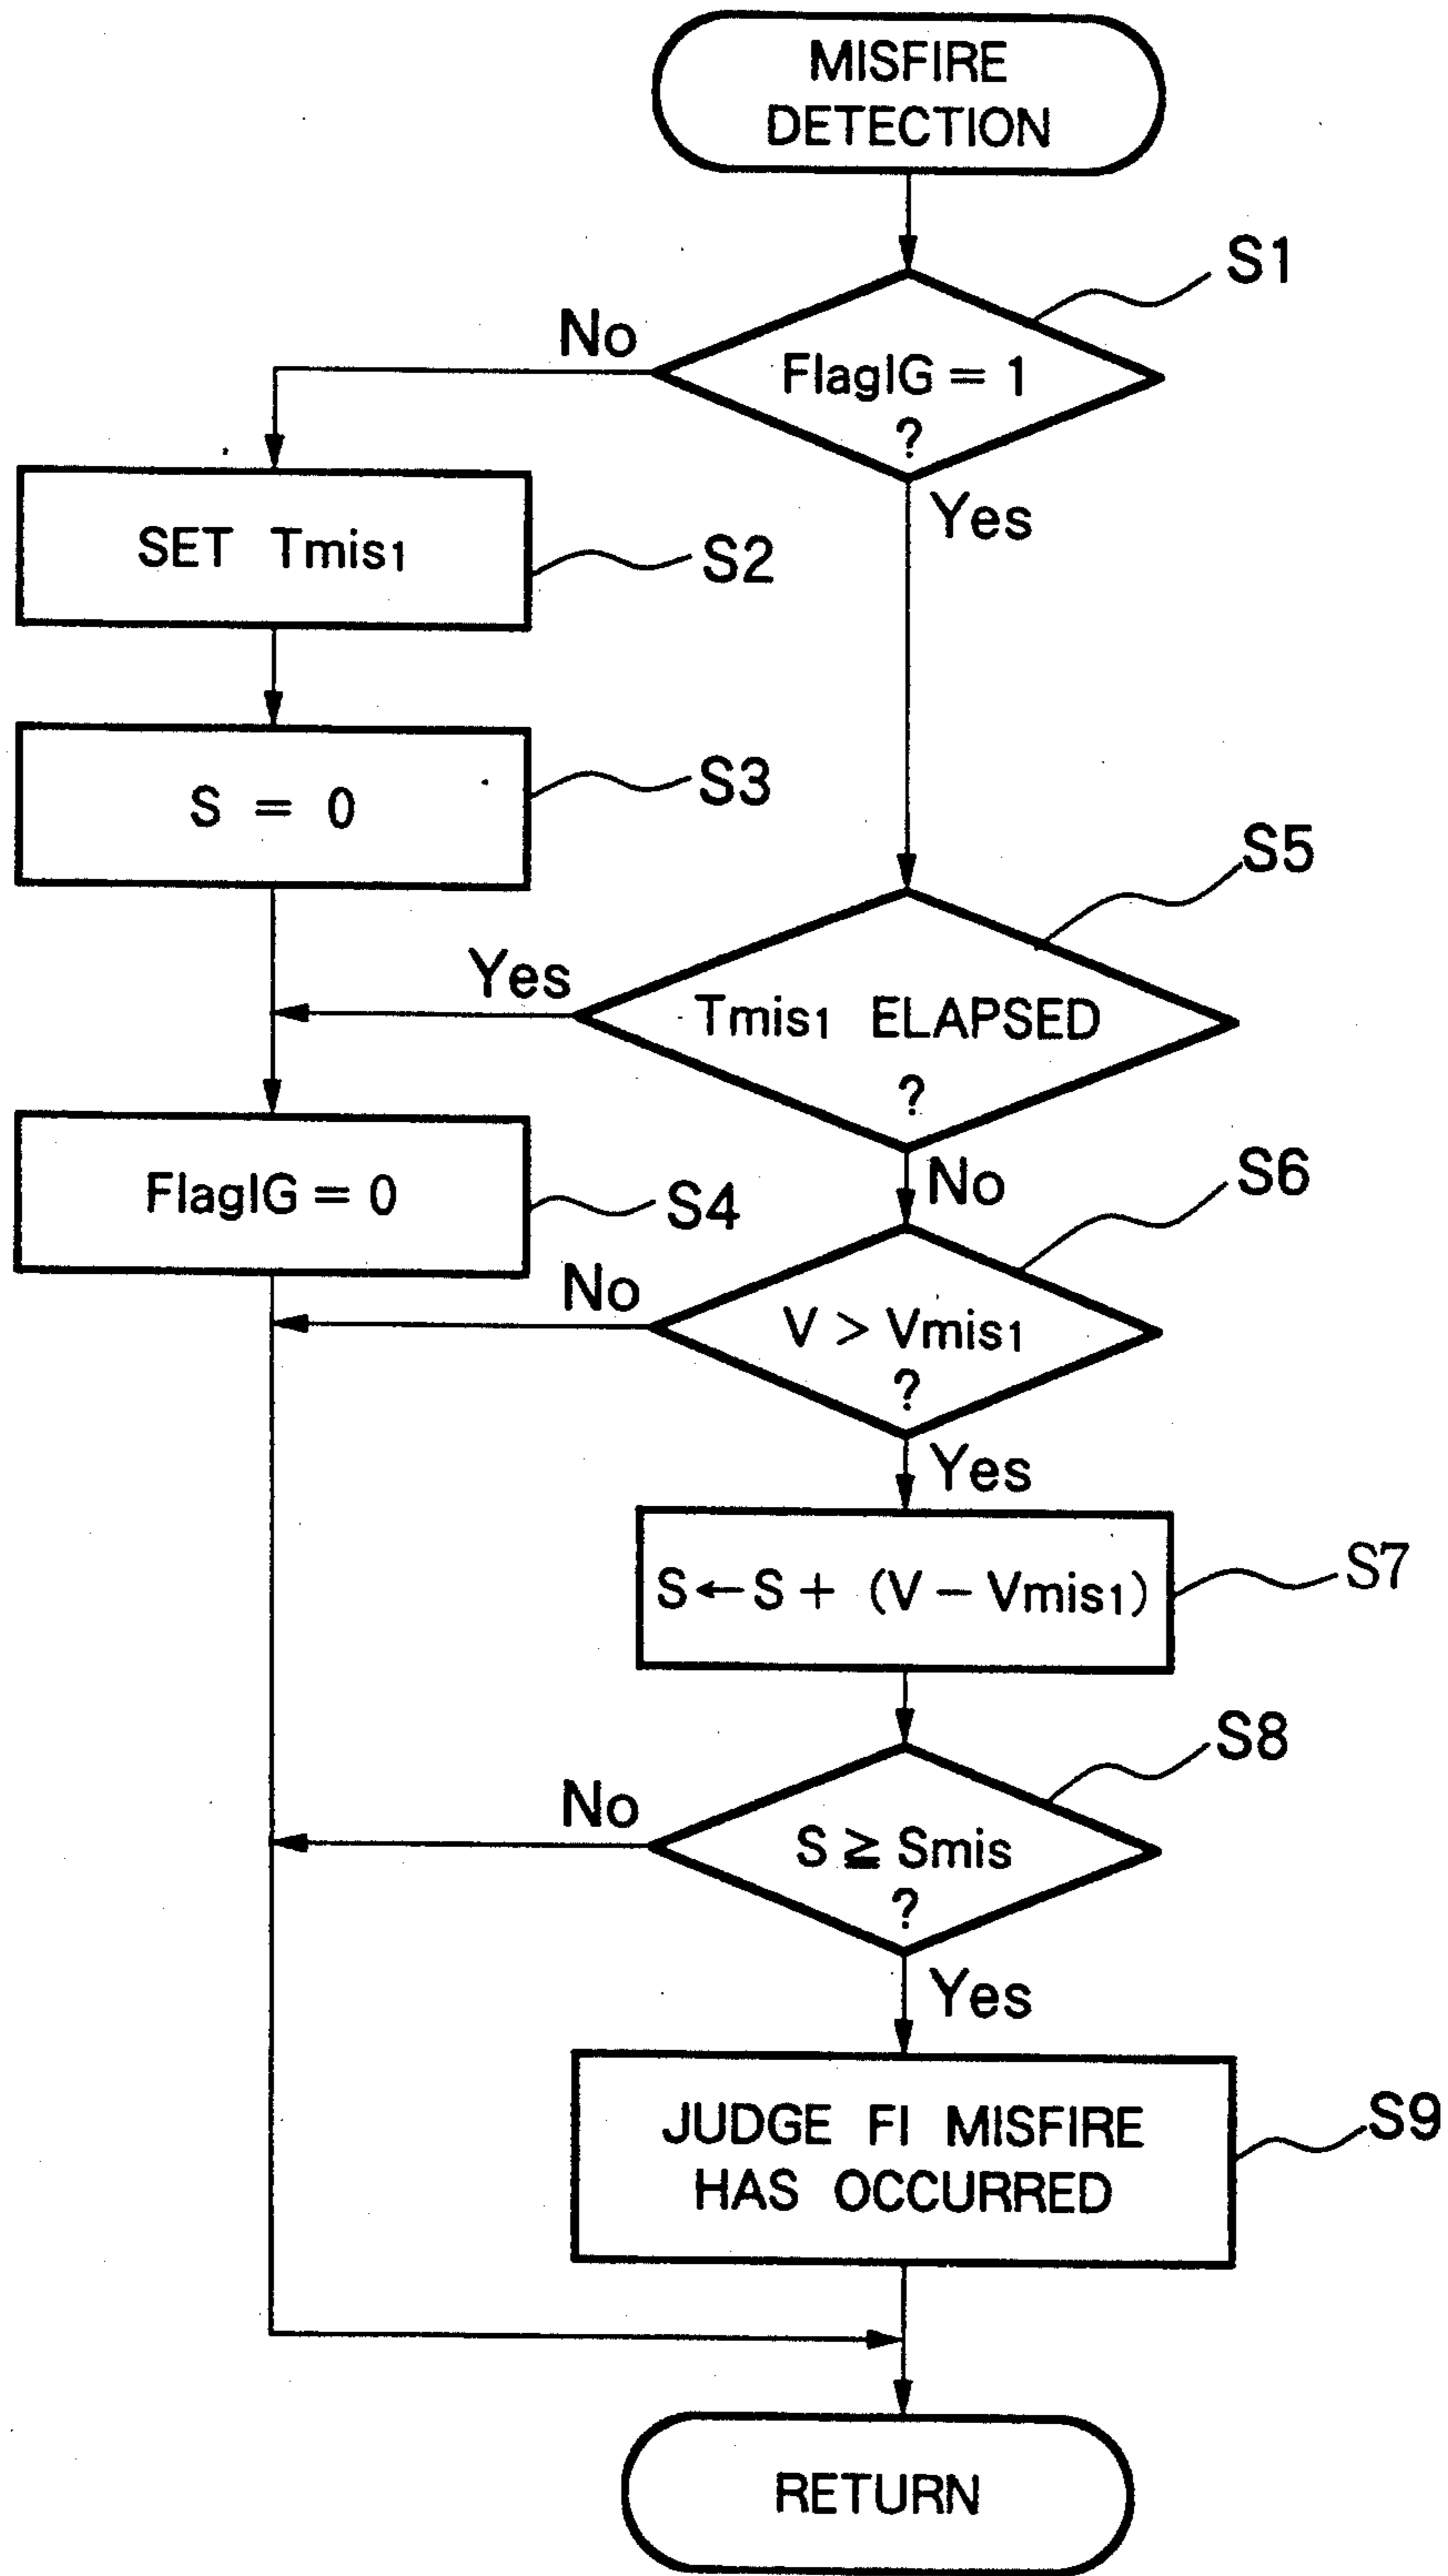 MISFIRE
DETECTION
S1
No
FlagIG = 1
?
Yes
SET Tmis1
S2
S = 0
S3
S5
Yes
Tmis1 ELAPSED
?
No
FlagIG = 0
S4
S6
No
V > Vmis1
?
Yes
S ← S + (V − Vmis1)
S7
S8
No
S ≧ Smis
?
Yes
JUDGE FI MISFIRE
HAS OCCURRED
S9
RETURN